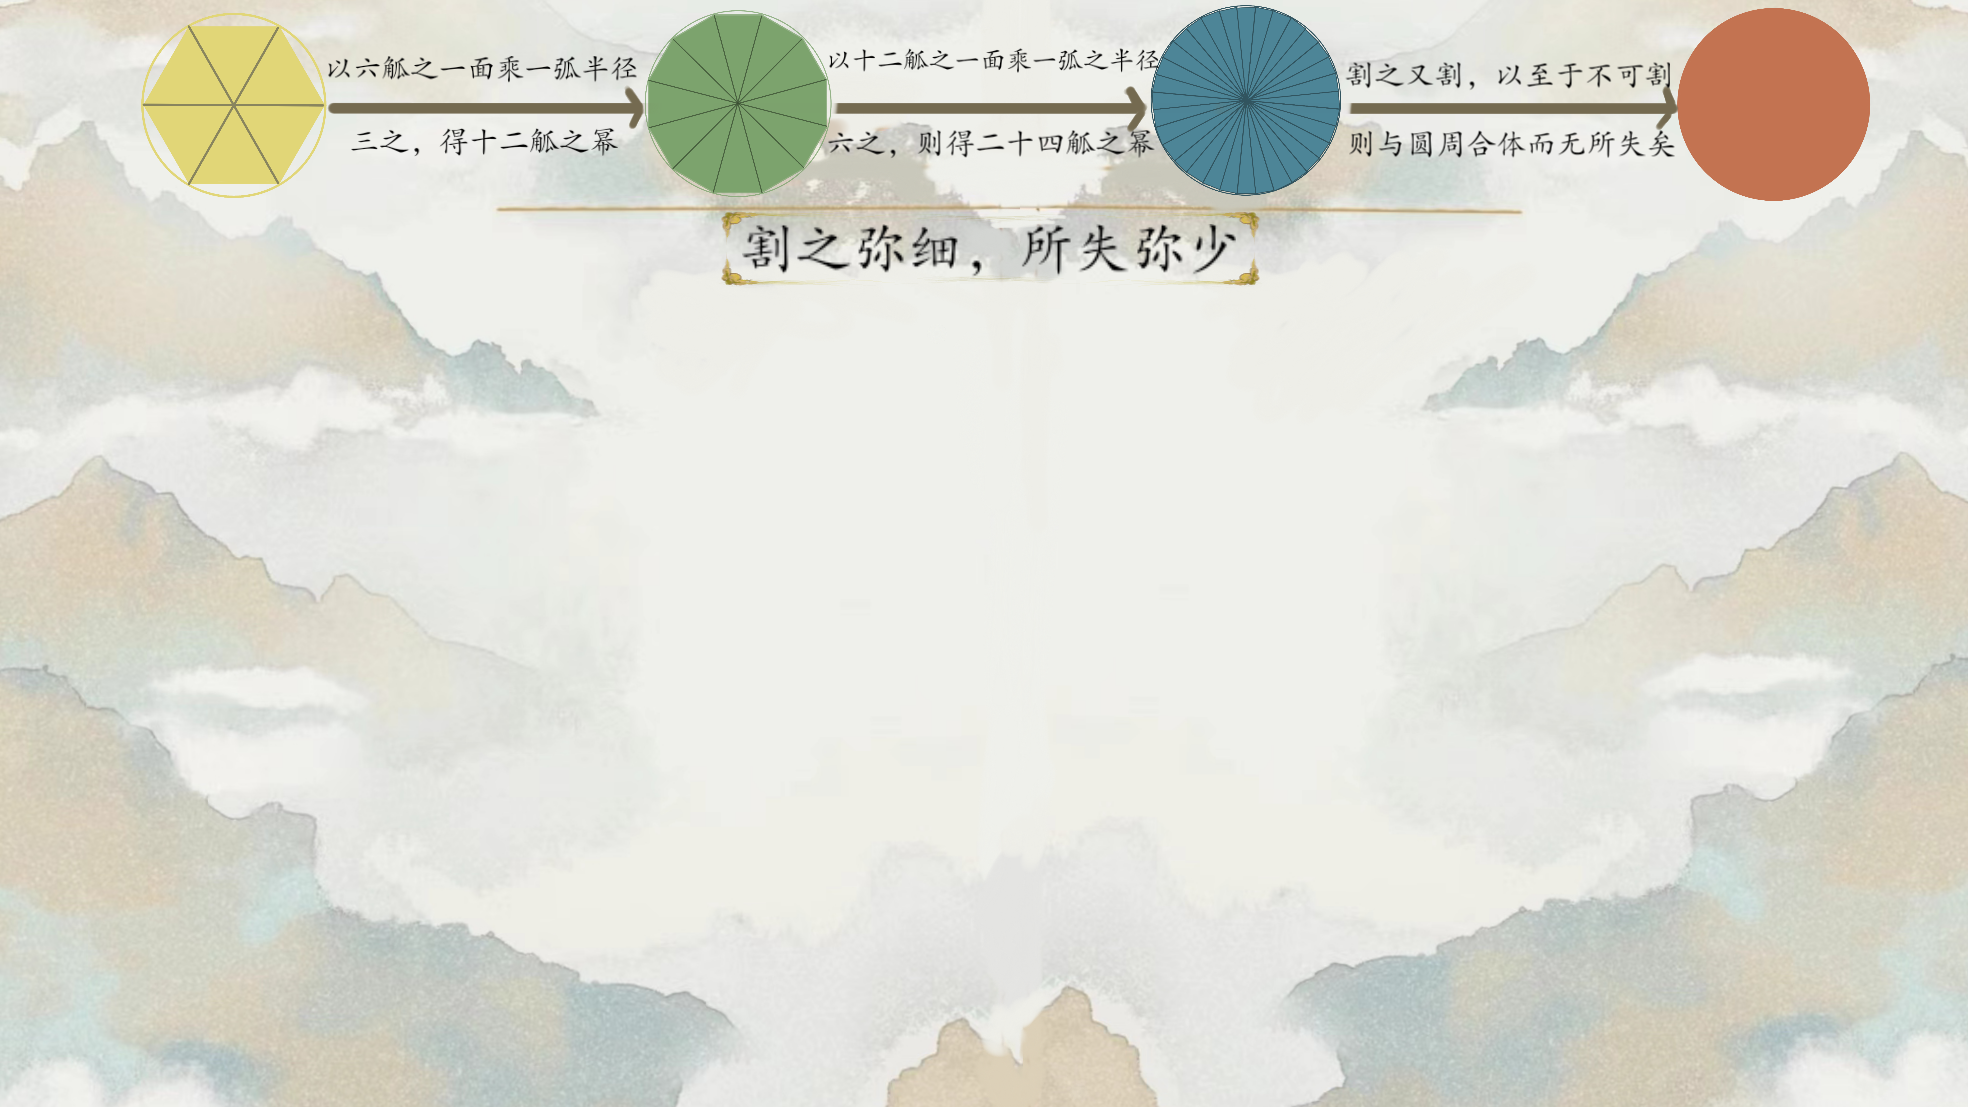 以六觚之一面乘一弧半径
三之，得十二觚之幂
以十二觚之一面乘一弧之半径
六之，则得二十四觚之幂
割之又割，以至于不可割
则与圆周合体而无所失矣
割之弥细，所失弥少